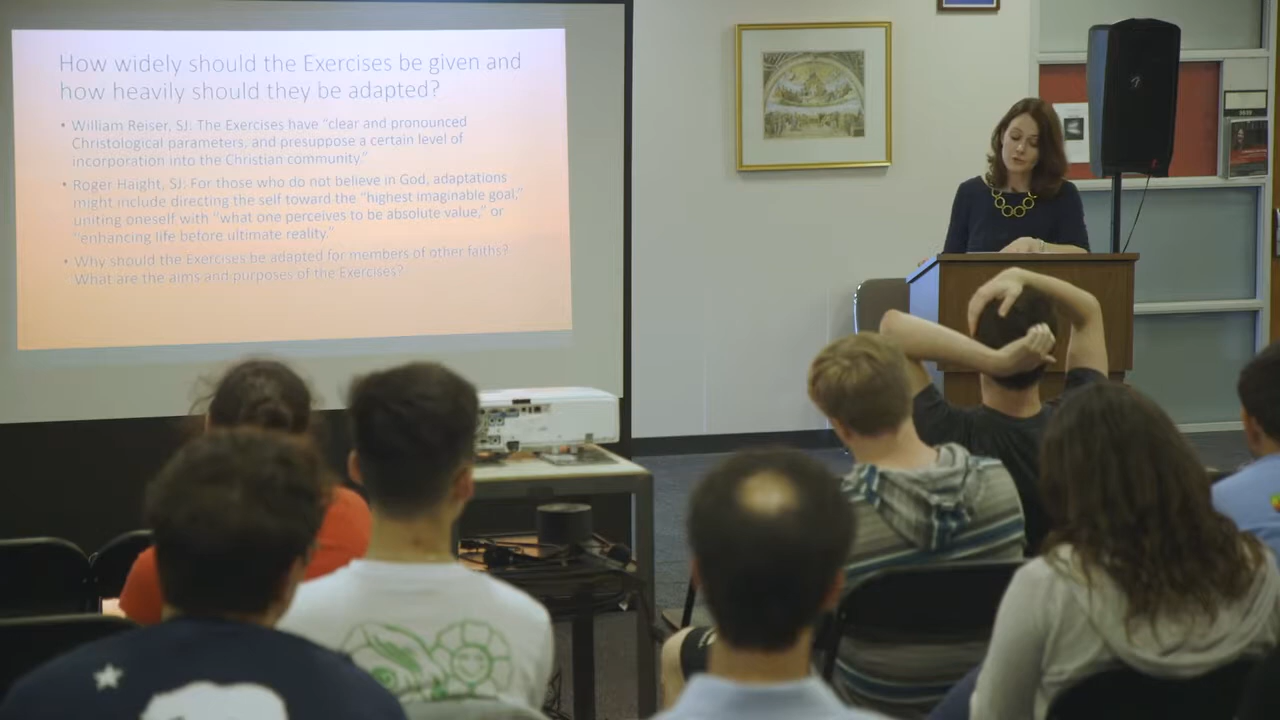 How widely should the Exercises be given and
how heavily should they be adapted?
• William Reiser, SJ: The Exercises have “clear and pronounced
Christological parameters, and presuppose a certain level of
incorporation into the Christian community.”
• Roger Haight, SJ: For those who do not believe in God, adaptations
might include directing the self toward the “highest imaginable goal,”
uniting oneself with “what one perceives to be absolute value,” or
“enhancing life before ultimate reality.”
• Why should the Exercises be adapted for members of other faiths?
What are the aims and purposes of the Exercises?